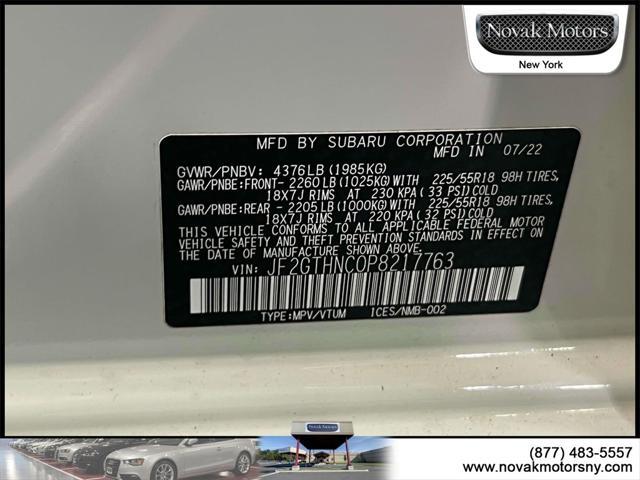 Novak Motors
New York
MFD BY SUBARU CORPORATION
MFD IN 07/22
GVWR/PNBV: 4376LB (1985KG)
GAWR/PNBE:FRONT- 2260LB (1025KG) WITH 225/55R18 98H TIRES,
18X7J RIMS AT 230 KPA (33 PSI) COLD
GAWR/PNBE:REAR - 2205LB (1000KG) WITH 225/55R18 98H TIRES,
18X7J RIMS AT 220 KPA (32 PSI) COLD
THIS VEHICLE CONFORMS TO ALL APPLICABLE FEDERAL MOTOR
VEHICLE SAFETY AND THEFT PREVENTION STANDARDS IN EFFECT ON
THE DATE OF MANUFACTURE SHOWN ABOVE.
VIN: JF2GTHNC0P8217763
TYPE:MPV/VTUM ICES/NMB-002
Novak Motors
(877) 483-5557
www.novakmotorsny.com